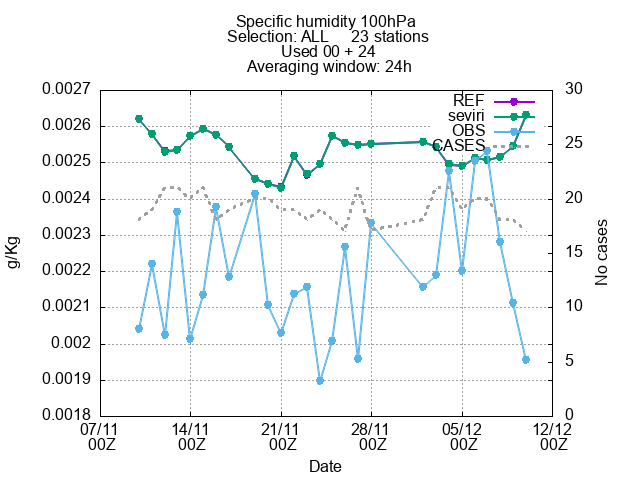 Specific humidity 100hPa
Selection: ALL 23 stations
Used 00 + 24
Averaging window: 24h
0.0027
0.0026
0.0025
0.0024
0.0023
0.0022
0.0021
0.002
0.0019
0.0018
g/Kg
REF
seviri
OBS
CASES
30
25
20
15
10
5
0
No cases
07/11 14/11 21/11 28/11 05/12 12/12
00Z 00Z 00Z 00Z 00Z 00Z
Date